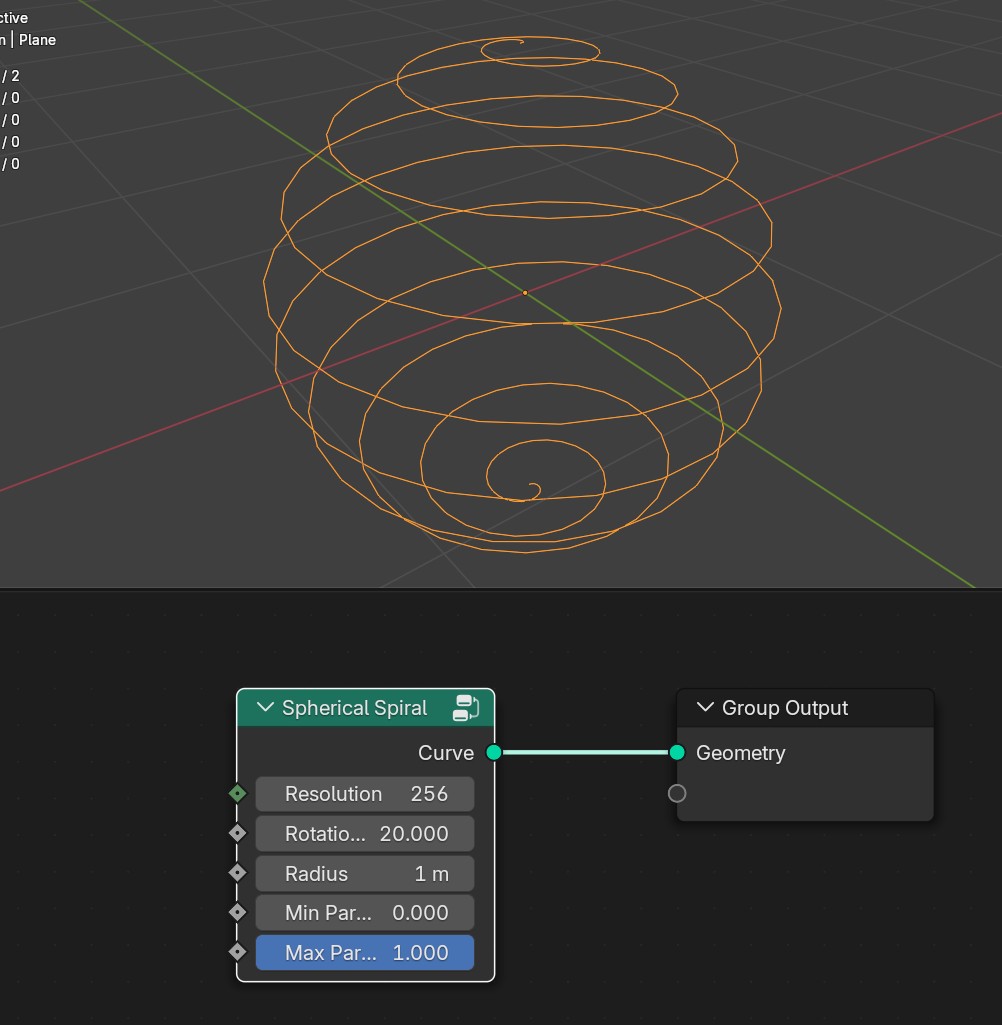 ctive
n | Plane
/ 2
/ 0
/ 0
/ 0
/ 0
Spherical Spiral
Curve
Resolution 256
Rotatio... 20.000
Radius 1 m
Min Par... 0.000
Max Par... 1.000
Group Output
Geometry